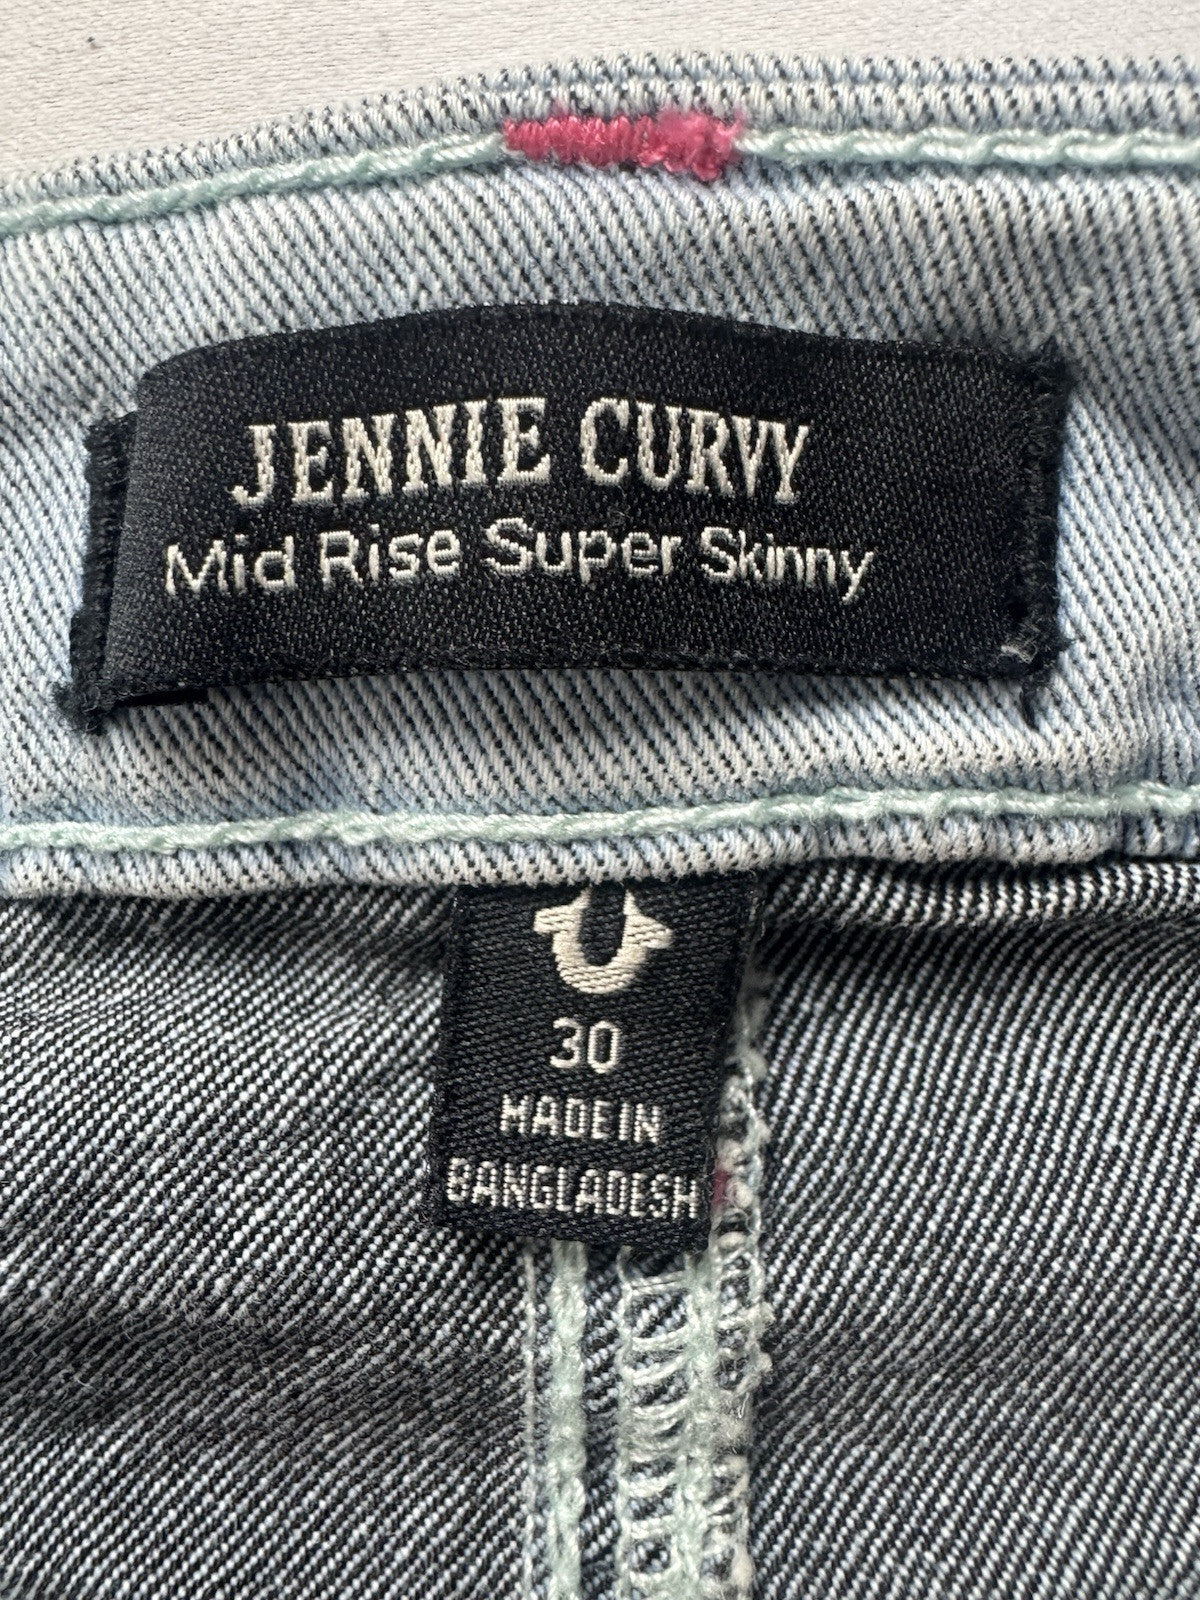 JENNIE CURVY
Mid Rise Super Skinny
30
MADE IN
BANGLADESH